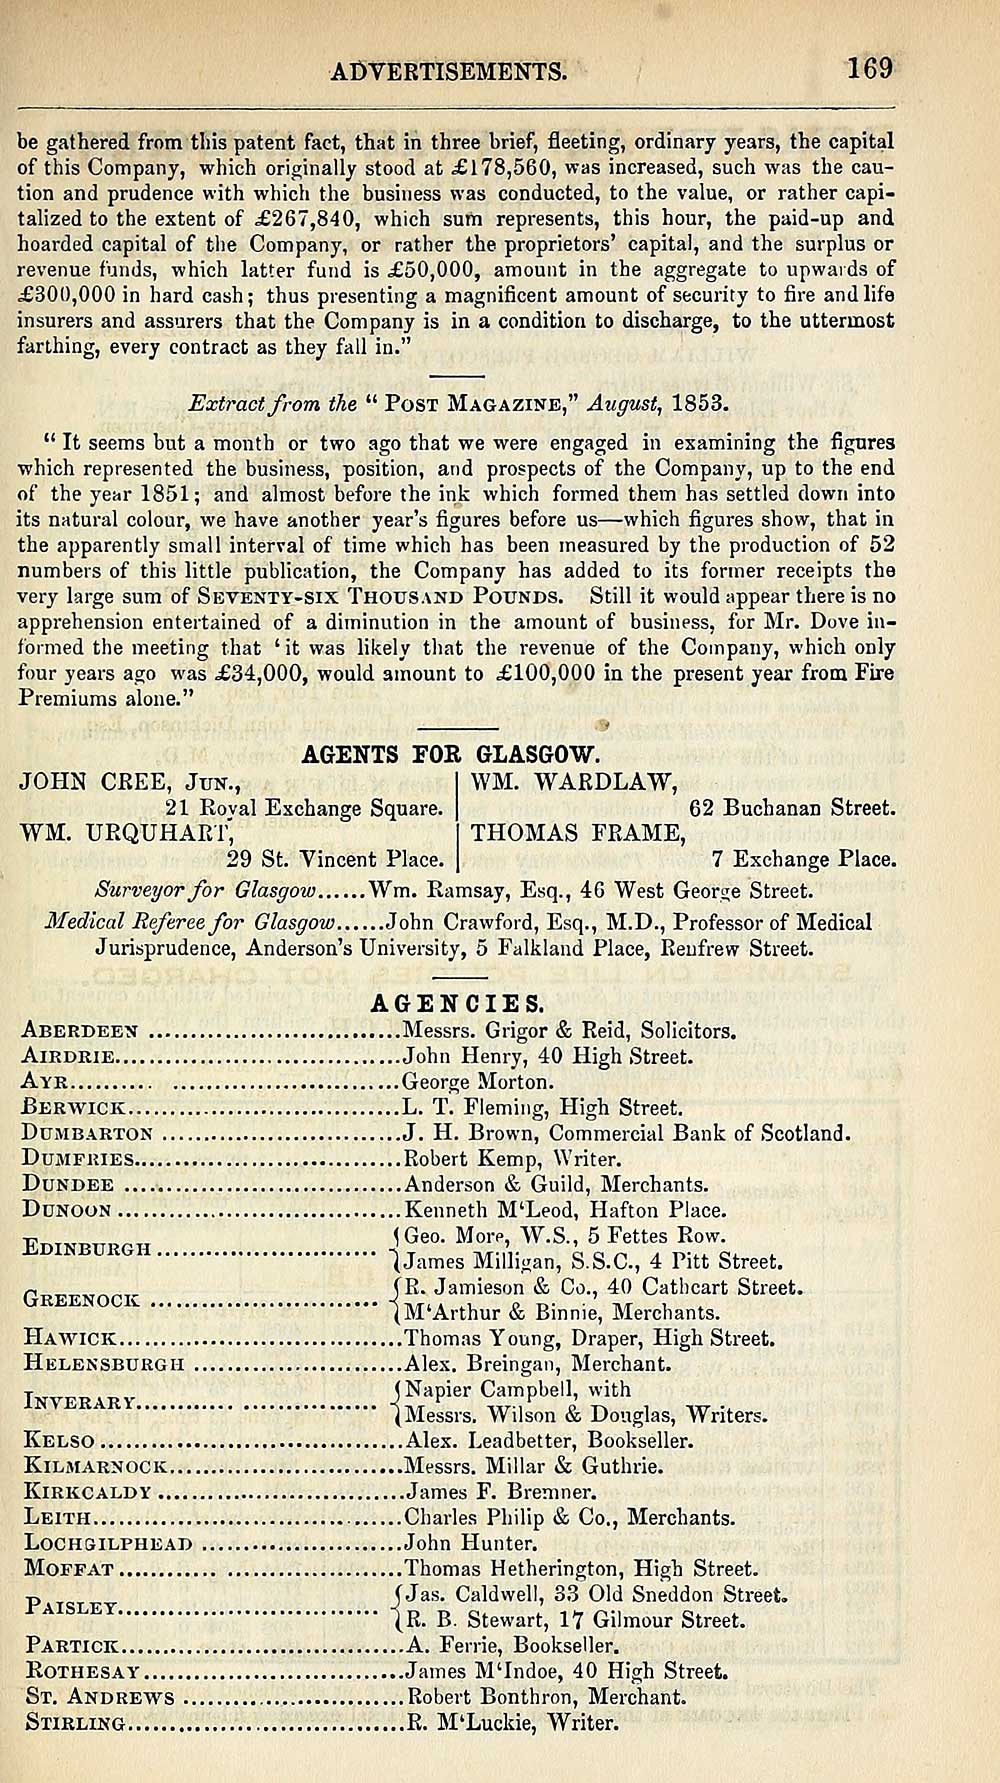 ADVERTISEMENTS. 169
be gathered from this patent fact, that in three brief, fleeting, ordinary years, the capital
of this Company, which originally stood at £178,560, was increased, such was the cau-
tion and prudence with which the business was conducted, to the value, or rather capi-
talized to the extent of £267,840, which sum represents, this hour, the paid-up and
hoarded capital of the Company, or rather the proprietors' capital, and the surplus or
revenue funds, which latter fund is £50,000, amount in the aggregate to upwards of
£300,000 in hard cash; thus presenting a magnificent amount of security to fire and life
insurers and assurers that the Company is in a condition to discharge, to the uttermost
farthing, every contract as they fall in."
Extract from the "POST MAGAZINE," August, 1853.
"It seems but a month or two ago that we were engaged in examining the figures
which represented the business, position, and prospects of the Company, up to the end
of the year 1851; and almost before the ink which formed them has settled down into
its natural colour, we have another year's figures before us—which figures show, that in
the apparently small interval of time which has been measured by the production of 52
numbers of this little publication, the Company has added to its former receipts the
very large sum of SEVENTY-SIX THOUSAND POUNDS. Still it would appear there is no
apprehension entertained of a diminution in the amount of business, for Mr. Dove in-
formed the meeting that 'it was likely that the revenue of the Company, which only
four years ago was £34,000, would amount to £100,000 in the present year from Fire
Premiums alone."
AGENTS FOR GLASGOW.
JOHN CREE, JUN.,
21 Royal Exchange Square.
WM. URQUHART,
29 St. Vincent Place.
WM. WARDLAW,
62 Buchanan Street.
THOMAS FRAME,
7 Exchange Place.
Surveyor for Glasgow......Wm. Ramsay, Esq., 46 West George Street.
Medical Referee for Glasgow......John Crawford, Esq., M.D., Professor of Medical
Jurisprudence, Anderson's University, 5 Falkland Place, Renfrew Street.
AGENCIES.
ABERDEEN ..............................Messrs. Grigor & Reid, Solicitors.
AIRDRIE..............................John Henry, 40 High Street.
AYR..............................George Morton.
BERWICK..............................L. T. Fleming, High Street.
DUMBARTON ..............................J. H. Brown, Commercial Bank of Scotland.
DUMFRIES..............................Robert Kemp, Writer.
DUNDEE ..............................Anderson & Guild, Merchants.
DUNOON ..............................Kenneth M'Leod, Hafton Place.
EDINBURGH .............................. {Geo. More, W.S., 5 Fettes Row.
{James Milligan, S.S.C., 4 Pitt Street.
GREENOCK .............................. {R. Jamieson & Co., 40 Cathcart Street.
{M'Arthur & Binnie, Merchants.
HAWICK..............................Thomas Young, Draper, High Street.
HELENSBURGH ..............................Alex. Breingan, Merchant.
INVERARY.............................. {Napier Campbell, with
{Messrs. Wilson & Douglas, Writers.
KELSO ..............................Alex. Leadbetter, Bookseller.
KILMARNOCK..............................Messrs. Millar & Guthrie.
KIRKCALDY ..............................James F. Bremner.
LEITH..............................Charles Philip & Co., Merchants.
LOCHGILPHEAD ..............................John Hunter.
MOFFAT..............................Thomas Hetherington, High Street.
PAISLEY.............................. {Jas. Caldwell, 33 Old Sneddon Street.
{R. B. Stewart, 17 Gilmour Street.
PARTICK..............................A. Ferrie, Bookseller.
ROTHESAY..............................James M'Indoe, 40 High Street.
ST. ANDREWS ..............................Robert Bonthron, Merchant.
STIRLING..............................R. M'Luckie, Writer.